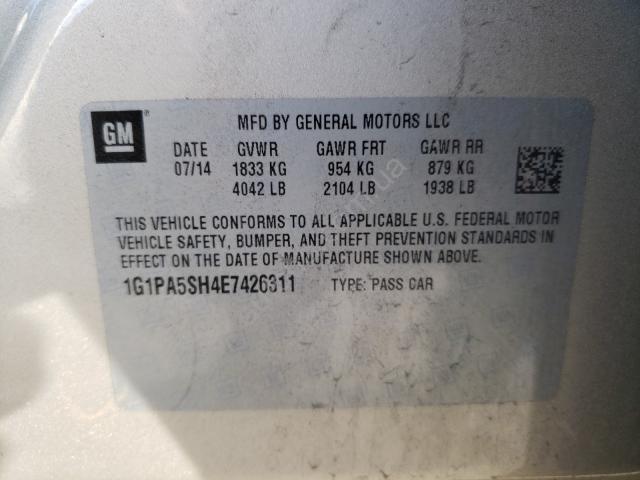 GM
MFD BY GENERAL MOTORS LLC
DATE GVWR GAWR FRT GAWR RR
07/14 1833 KG 954 KG 879 KG
4042 LB 2104 LB 1938 LB
THIS VEHICLE CONFORMS TO ALL APPLICABLE U.S. FEDERAL MOTOR
VEHICLE SAFETY, BUMPER, AND THEFT PREVENTION STANDARDS IN
EFFECT ON THE DATE OF MANUFACTURE SHOWN ABOVE.
1G1PA5SH4E7426311 TYPE: PASS CAR